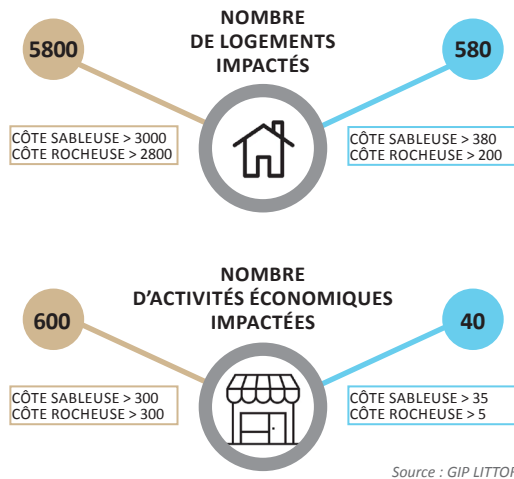 NOMBRE
DE LOGEMENTS
IMPACTÉS
5800
580
CÔTE SABLEUSE > 3000
CÔTE ROCHEUSE > 2800
CÔTE SABLEUSE > 380
CÔTE ROCHEUSE > 200
NOMBRE
D’ACTIVITÉS ÉCONOMIQUES
IMPACTÉES
600
40
CÔTE SABLEUSE > 300
CÔTE ROCHEUSE > 300
CÔTE SABLEUSE > 35
CÔTE ROCHEUSE > 5
Source : GIP LITTOR